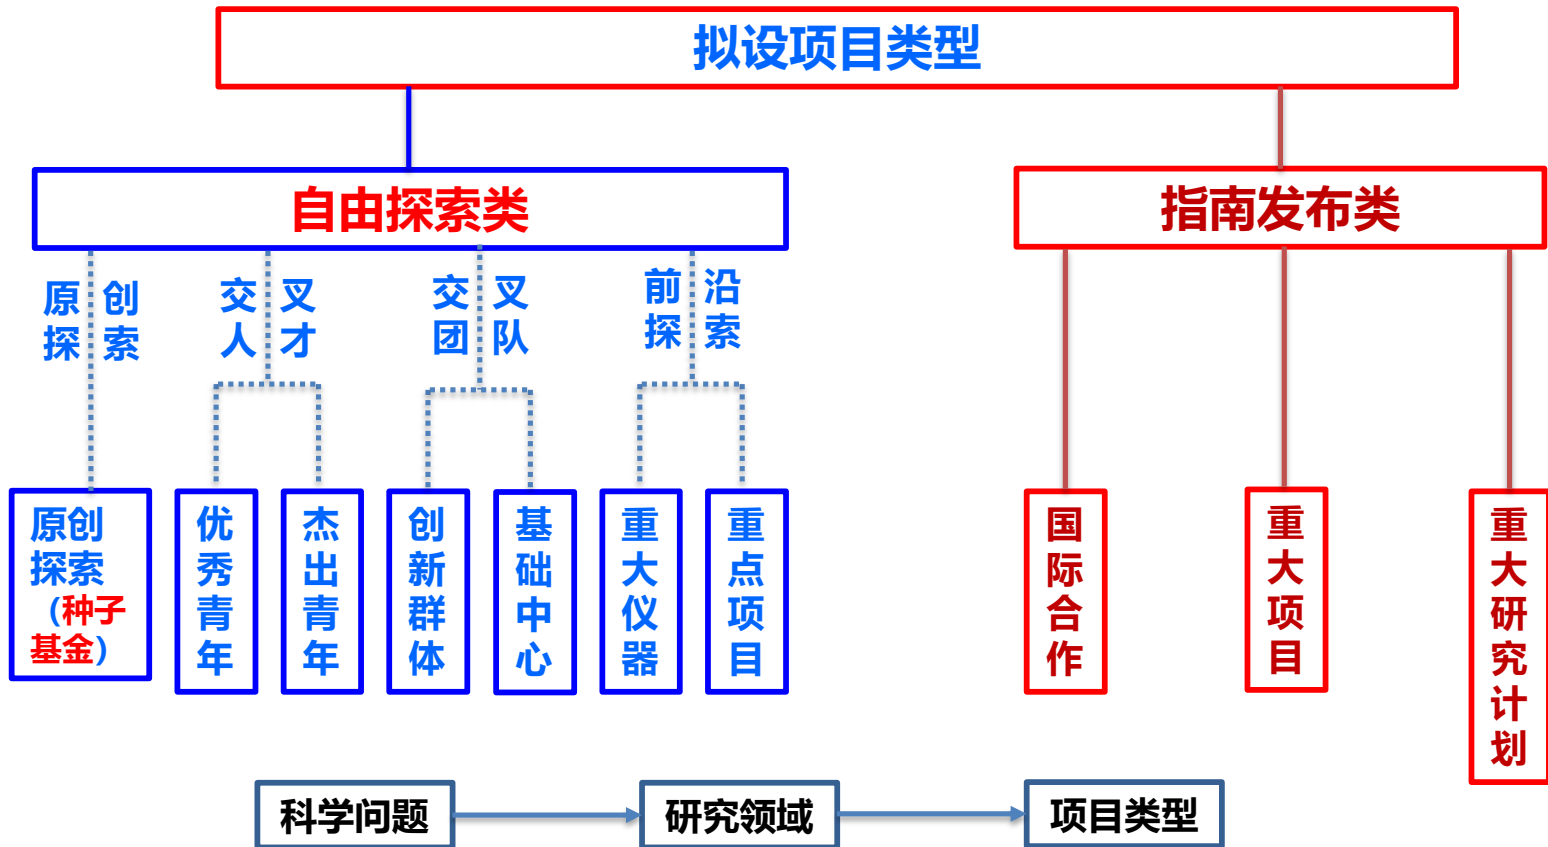 拟设项目类型
自由探索类
指南发布类
原创
探索
交叉
人才
交叉
团队
前沿
探索
原创
探索
（种子
基金）
优秀青年
杰出青年
创新群体
基础中心
重大仪器
重点项目
国际合作
重大项目
重大研究计划
科学问题
研究领域
项目类型